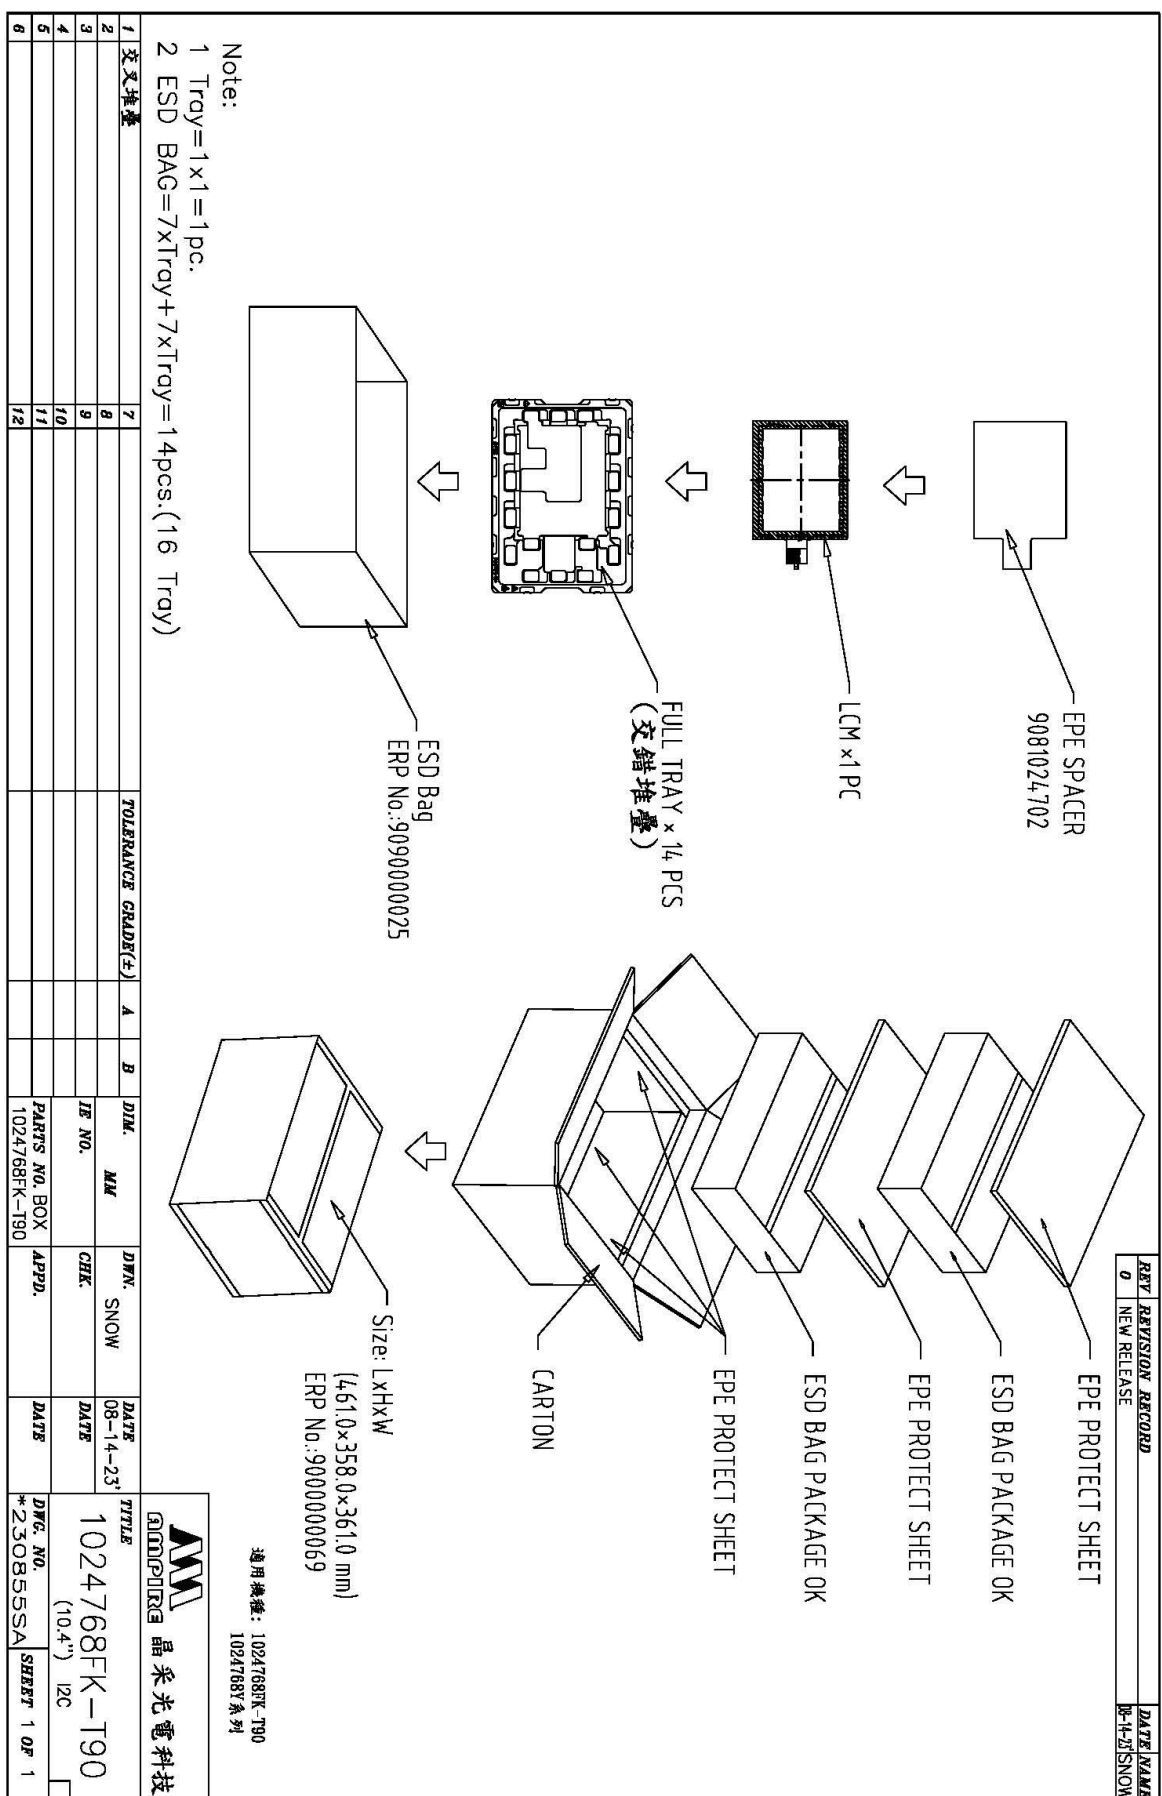 REV REVISION RECORD DATE NAME
0 NEW RELEASE 08-14-23' SNOW
EPE SPACER
9081024702
LCM ×1 PC
FULL TRAY × 14 PCS
(交錯堆疊)
ESD Bag
ERP No.:9090000025
EPE PROTECT SHEET
ESD BAG PACKAGE OK
EPE PROTECT SHEET
ESD BAG PACKAGE OK
EPE PROTECT SHEET
CARTON
Size: LxHxW
(461.0×358.0×361.0 mm)
ERP No.:9000000069
Note:
1 Tray=1x1=1pc.
2 ESD BAG=7xTray+7xTray=14pcs.(16 Tray)
適用機種: 1024768FK-T90
1024768Y系列
AMPIRE 晶采光電科技
1 交叉堆疊 7 TOLERANCE GRADE(±) A B
2 8
3 9
4 10
5 11
6 12
DIM. MM
IE NO.
PARTS NO. BOX
1024768FK-T90
DWN. SNOW
CHK.
APPD.
DATE
08-14-23'
DATE
DATE
TITLE
1024768FK-T90
(10.4") I2C
DWG. NO.
*230855SA
SHEET 1 OF 1